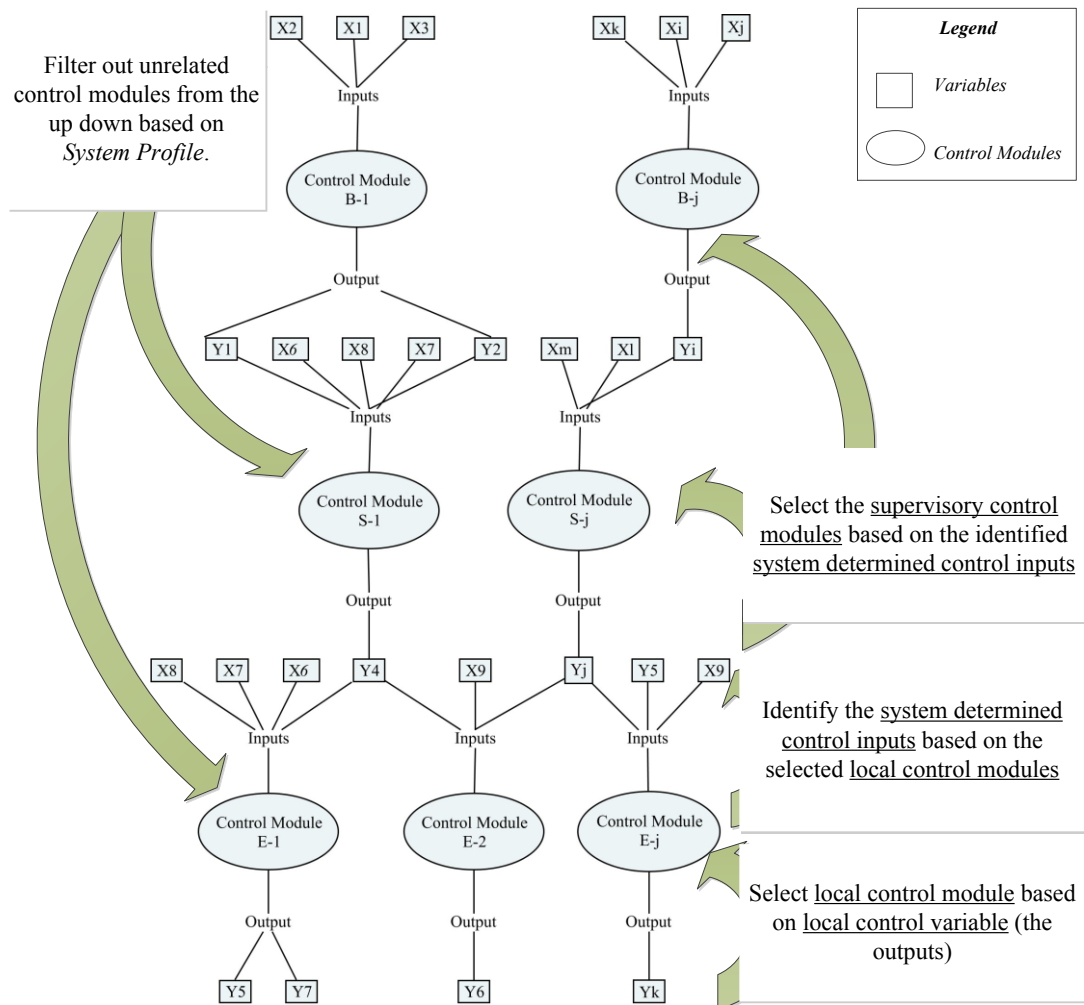 X2 X1 X3
Xk Xi Xj
Legend
Variables
Control Modules
Filter out unrelated
control modules from the
up down based on
System Profile.
Inputs
Inputs
Control Module
B-1
Control Module
B-j
Output
Output
Y1 X6 X8 X7 Y2
Xm Xl Yi
Inputs
Inputs
Control Module
S-1
Control Module
S-j
Select the supervisory control
modules based on the identified
system determined control inputs
Output
Output
X8 X7 X6 Y4 X9 Yj Y5 X9
Identify the system determined
control inputs based on the
selected local control modules
Inputs
Inputs
Inputs
Control Module
E-1
Control Module
E-2
Control Module
E-j
Select local control module based
on local control variable (the
outputs)
Output
Output
Output
Y5 Y7 Y6 Yk